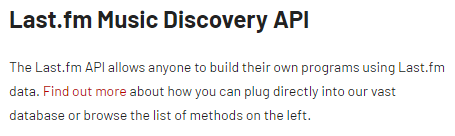 Last.fm Music Discovery API
The Last.fm API allows anyone to build their own programs using Last.fm
data. Find out more about how you can plug directly into our vast
database or browse the list of methods on the left.